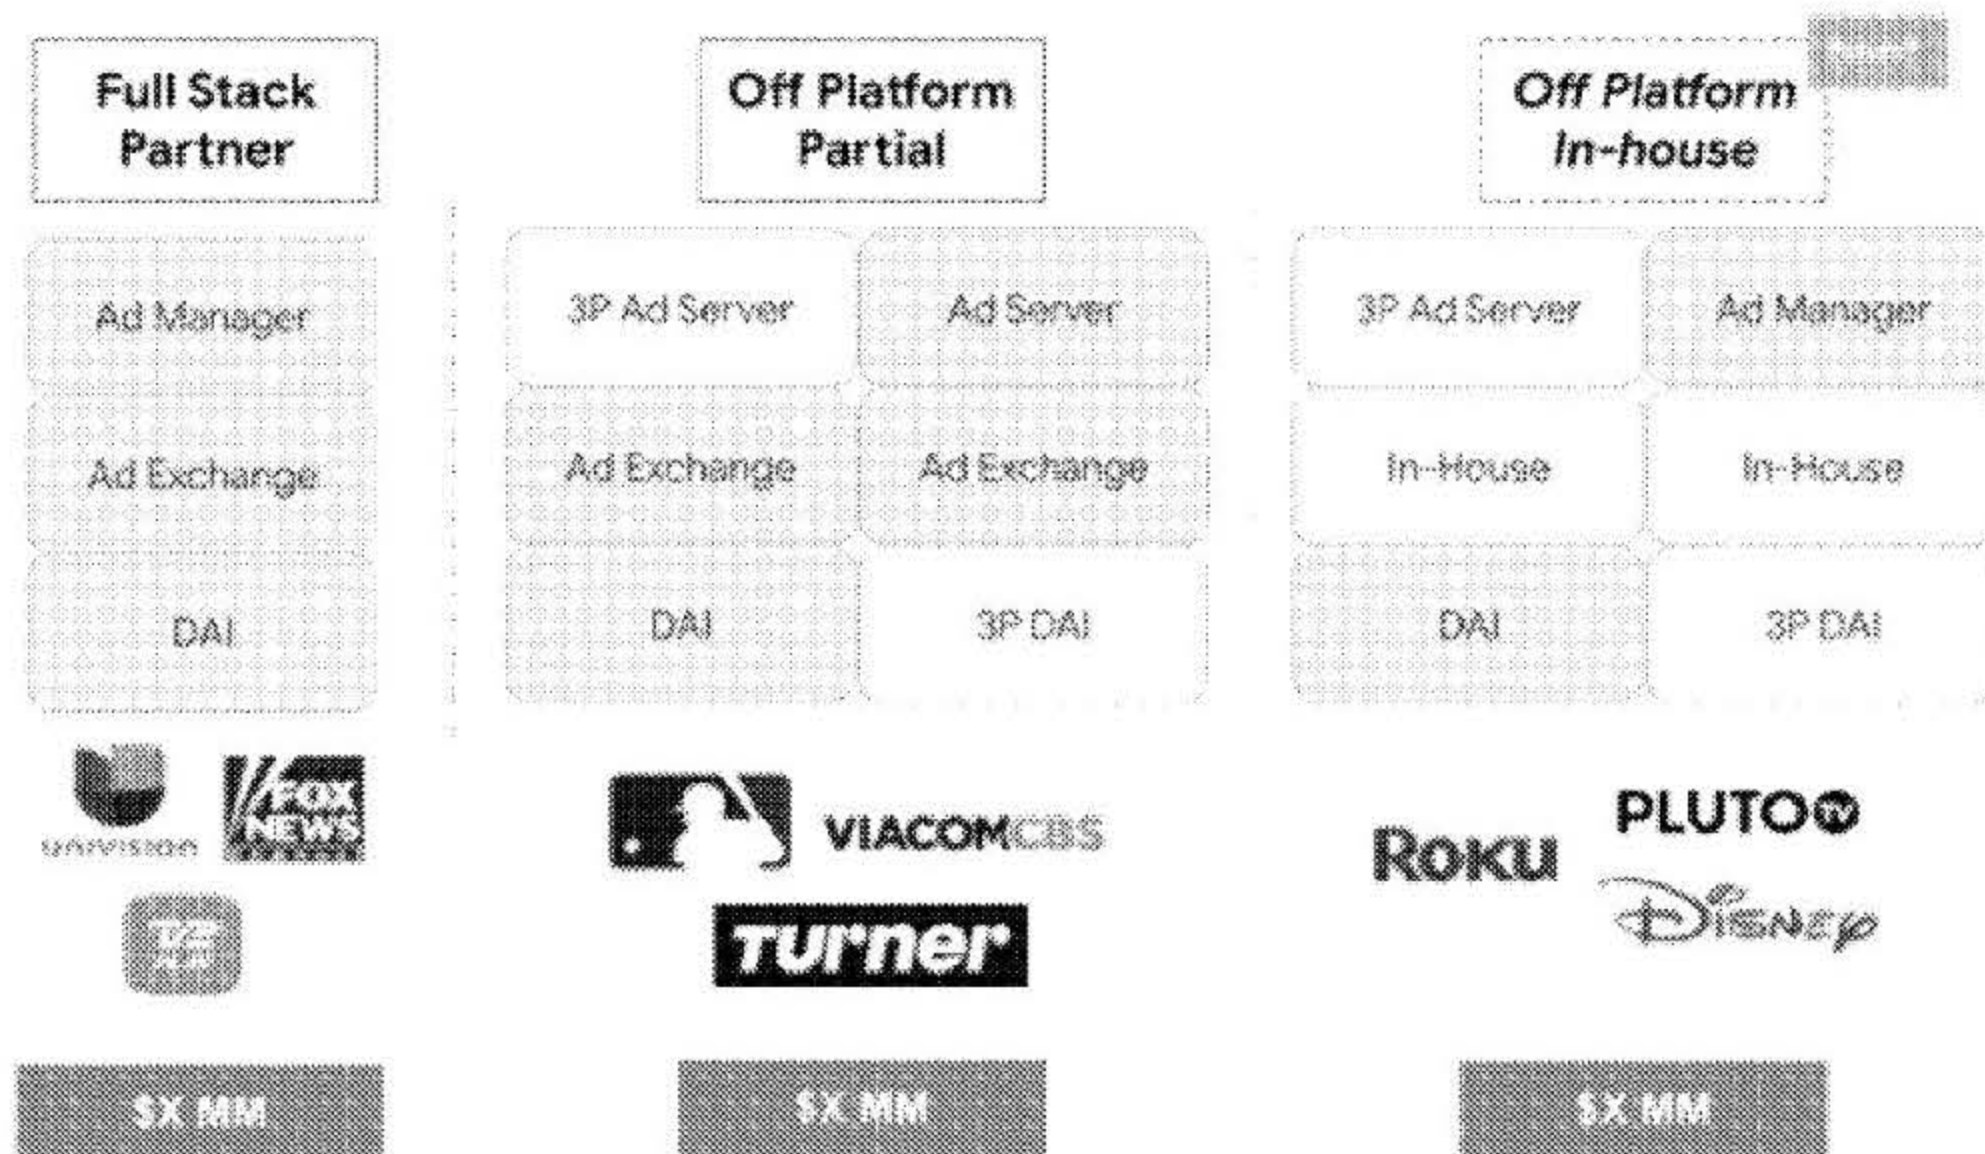 Full Stack
Partner
Off Platform
Partial
Off Platform
In-house
Ad Manager
3P Ad Server
Ad Server
3P Ad Server
Ad Manager
Ad Exchange
Ad Exchange
Ad Exchange
In-House
In-House
DAI
DAI
3P DAI
DAI
3P DAI
univision
FOX
NEWS
VIACOMCBS
Turner
ROKU
PLUTO TV
DISNEY
$X MM
$X MM
$X MM